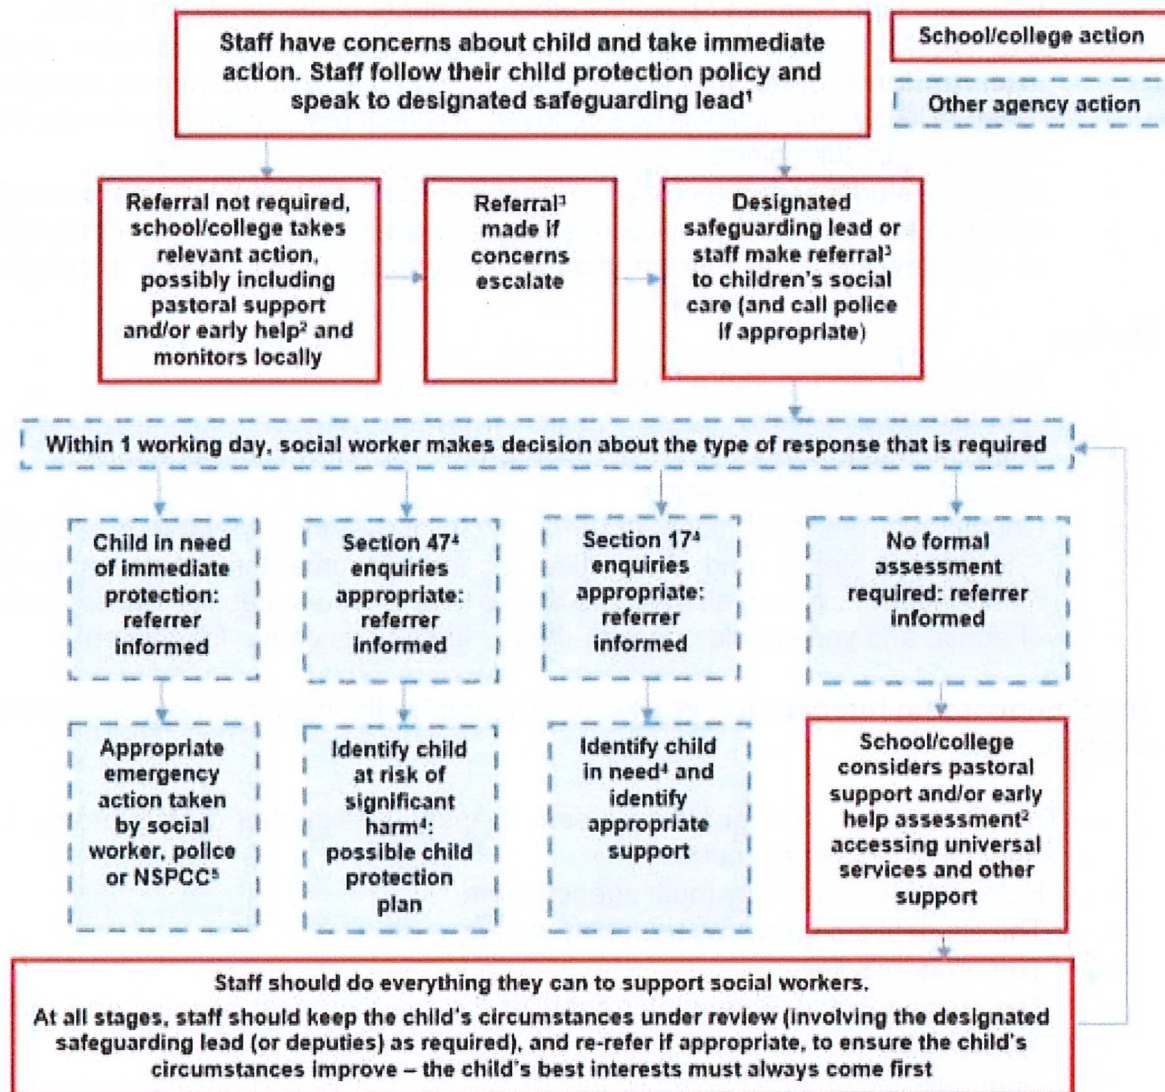 Staff have concerns about child and take immediate
action. Staff follow their child protection policy and
speak to designated safeguarding lead¹
School/college action
Other agency action
Referral not required,
school/college takes
relevant action,
possibly including
pastoral support
and/or early help² and
monitors locally
Referral³
made if
concerns
escalate
Designated
safeguarding lead or
staff make referral³
to children's social
care (and call police
if appropriate)
Within 1 working day, social worker makes decision about the type of response that is required
Child in need
of immediate
protection:
referrer
informed
Section 47⁴
enquiries
appropriate:
referrer
informed
Section 17⁴
enquiries
appropriate:
referrer
informed
No formal
assessment
required: referrer
informed
Appropriate
emergency
action taken
by social
worker, police
or NSPCC⁵
Identify child
at risk of
significant
harm⁴:
possible child
protection
plan
Identify child
in need⁴ and
identify
appropriate
support
School/college
considers pastoral
support and/or early
help assessment²
accessing universal
services and other
support
Staff should do everything they can to support social workers.
At all stages, staff should keep the child's circumstances under review (involving the designated
safeguarding lead (or deputies) as required), and re-refer if appropriate, to ensure the child's
circumstances improve – the child's best interests must always come first